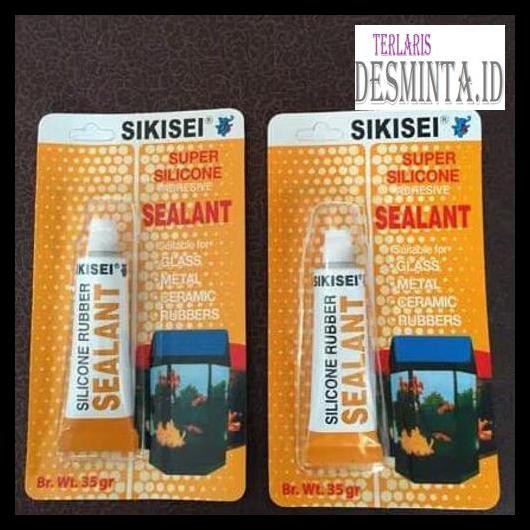 TERLARIS
DESMINTA.ID
SIKISEI®
SUPER
SILICONE
ADHESIVE
SEALANT
Suitable for
GLASS
METAL
CERAMIC
RUBBERS
SIKISEI®
SILICONE RUBBER
SEALANT
Br. Wt. 35 gr
SIKISEI®
SUPER
SILICONE
ADHESIVE
SEALANT
Suitable for
GLASS
METAL
CERAMIC
RUBBERS
SIKISEI®
SILICONE RUBBER
SEALANT
Br. Wt. 35 gr